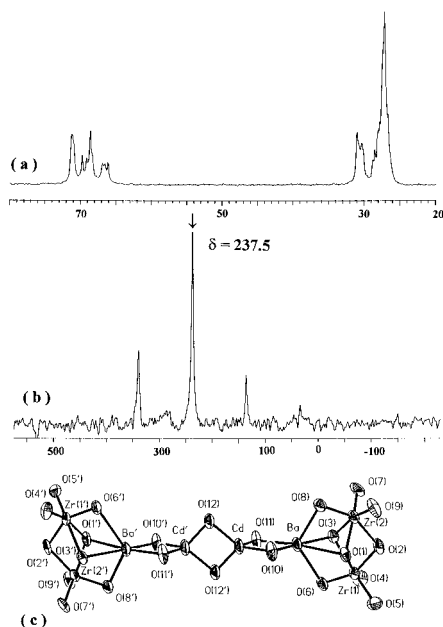 ( a )
70 50 30 20
↓
δ = 237.5
( b )
500 300 100 0 -100
O(5') O(7)
O(4') Zr(1') O(6') O(12) O(8) O(9)
O(1') O(10') O(11) O(3) Zr(2)
Ba' Cd' Cd Ba
O(2') O(3') O(1) O(2)
Zr(2') O(11') O(10) O(4)
O(9') O(8') O(12') O(6) Zr(1)
O(7') O(5)
( c )